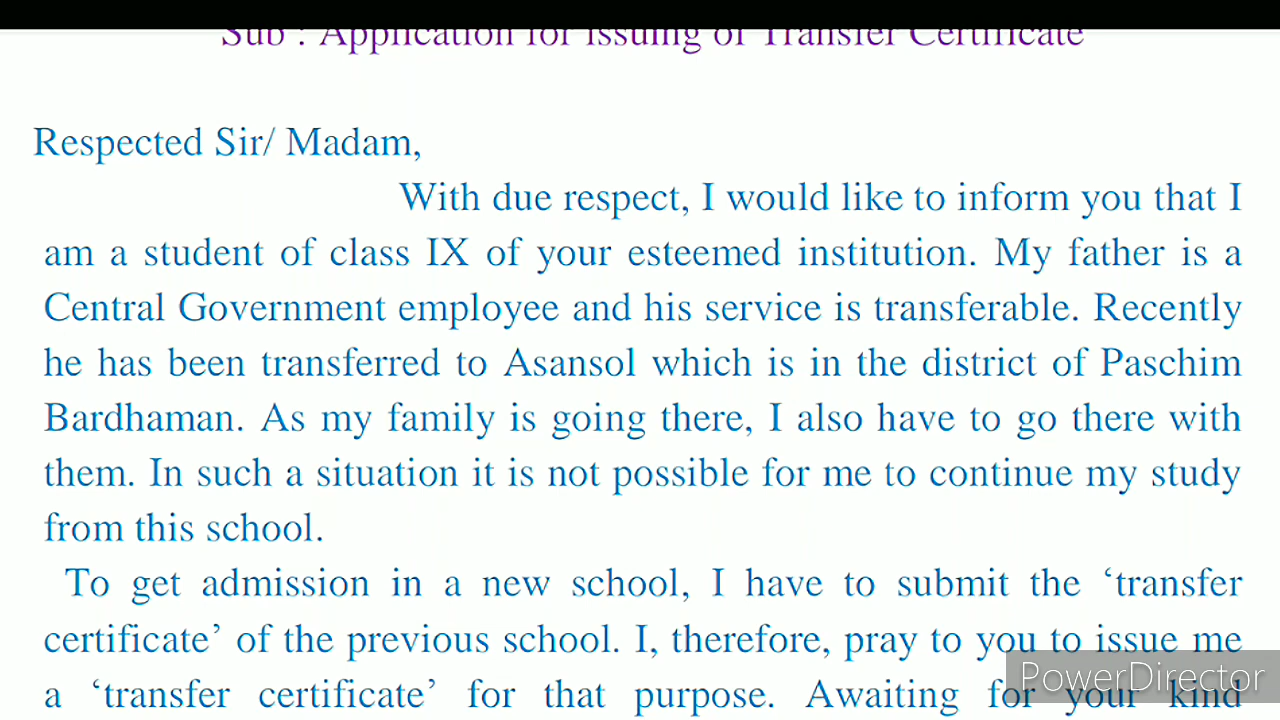 Sub : Application for issuing of Transfer Certificate
Respected Sir/ Madam,
With due respect, I would like to inform you that I
am a student of class IX of your esteemed institution. My father is a
Central Government employee and his service is transferable. Recently
he has been transferred to Asansol which is in the district of Paschim
Bardhaman. As my family is going there, I also have to go there with
them. In such a situation it is not possible for me to continue my study
from this school.
To get admission in a new school, I have to submit the ‘transfer
certificate’ of the previous school. I, therefore, pray to you to issue me
a ‘transfer certificate’ for that purpose. Awaiting for your kind
PowerDirector